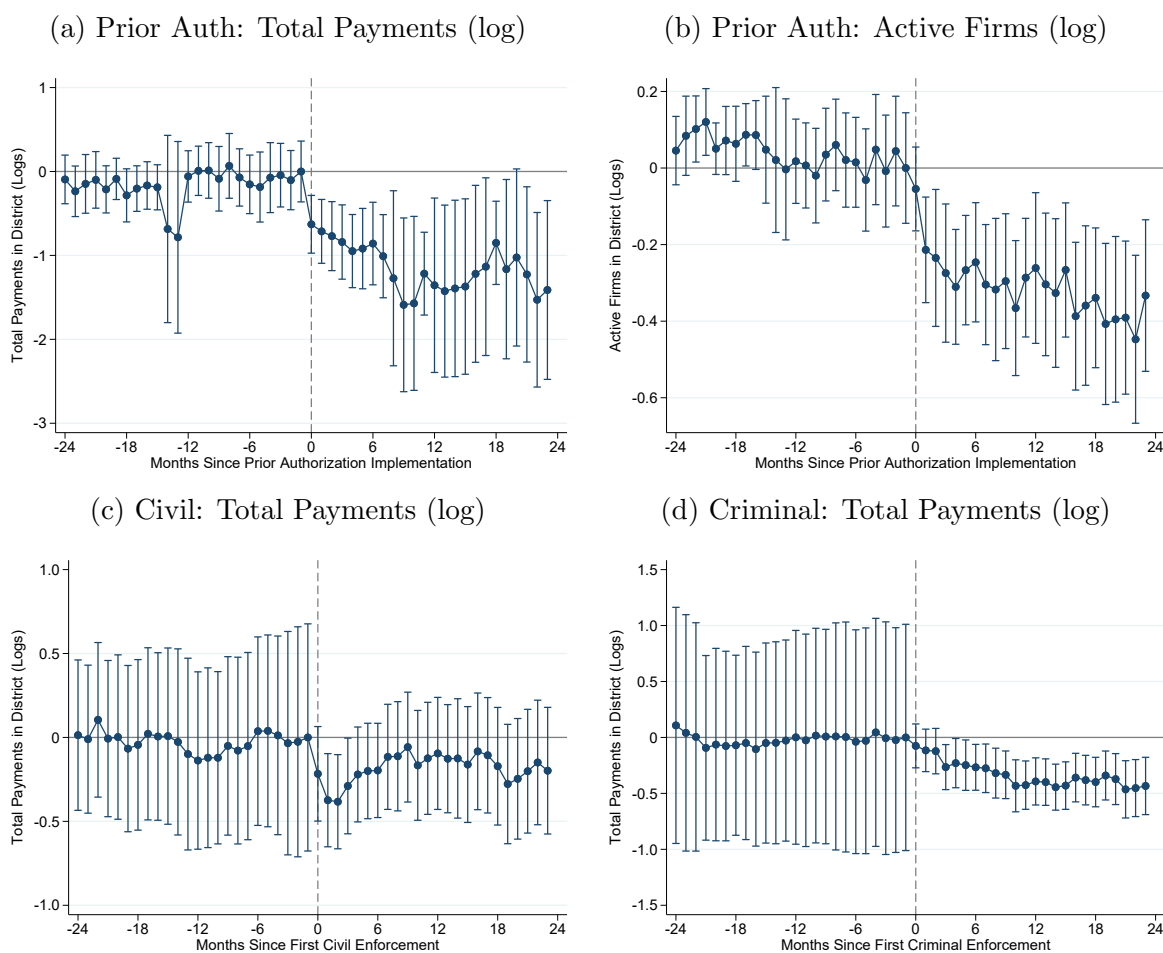 (a) Prior Auth: Total Payments (log)
Total Payments in District (Logs)
1
0
-1
-2
-3
-24 -18 -12 -6 0 6 12 18 24
Months Since Prior Authorization Implementation
(b) Prior Auth: Active Firms (log)
Active Firms in District (Logs)
0.2
0
-0.2
-0.4
-0.6
-24 -18 -12 -6 0 6 12 18 24
Months Since Prior Authorization Implementation
(c) Civil: Total Payments (log)
Total Payments in District (Logs)
1.0
0.5
0
-0.5
-1.0
-24 -18 -12 -6 0 6 12 18 24
Months Since First Civil Enforcement
(d) Criminal: Total Payments (log)
Total Payments in District (Logs)
1.5
1.0
0.5
0
-0.5
-1.0
-1.5
-24 -18 -12 -6 0 6 12 18 24
Months Since First Criminal Enforcement